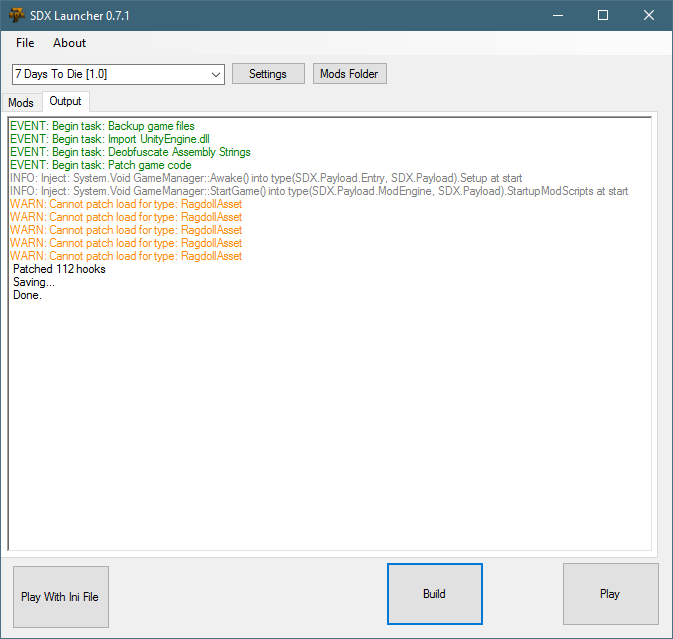 SDX Launcher 0.7.1
File About
7 Days To Die [1.0] Settings Mods Folder
Mods Output
EVENT: Begin task: Backup game files
EVENT: Begin task: Import UnityEngine.dll
EVENT: Begin task: Deobfuscate Assembly Strings
EVENT: Begin task: Patch game code
INFO: Inject: System.Void GameManager::Awake() into type(SDX.Payload.Entry, SDX.Payload).Setup at start
INFO: Inject: System.Void GameManager::StartGame() into type(SDX.Payload.ModEngine, SDX.Payload).StartupModScripts at start
WARN: Cannot patch load for type: RagdollAsset
WARN: Cannot patch load for type: RagdollAsset
WARN: Cannot patch load for type: RagdollAsset
WARN: Cannot patch load for type: RagdollAsset
WARN: Cannot patch load for type: RagdollAsset
Patched 112 hooks
Saving...
Done.
Play With Ini File Build Play